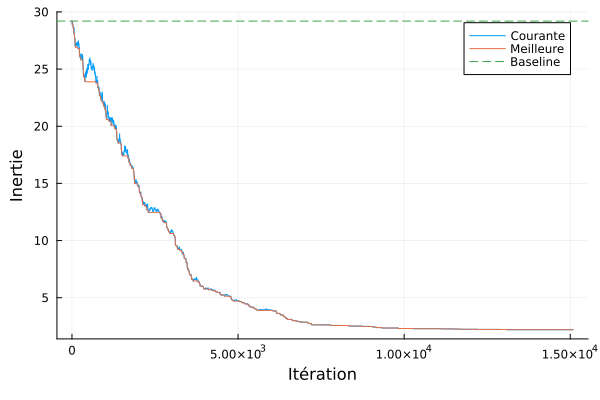 Inertie
30
25
20
15
10
5
Courante
Meilleure
Baseline
0
5.00×10³
1.00×10⁴
1.50×10⁴
Itération